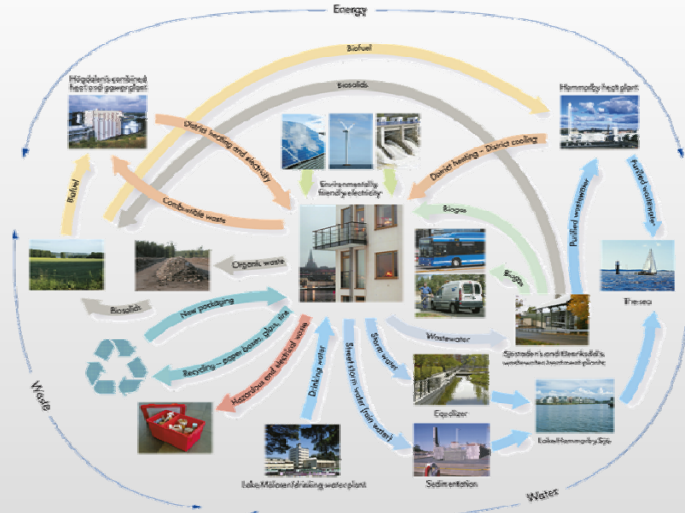 Energy
Biofuel
Biosolids
Högdalen's combined
heat and power plant
Hammarby heat plant
District heating and electricity
District heating – District cooling
Environmentally
friendly electricity
Biofuel
Combustible waste
Biogas
Purified wastewater
Purified wastewater
Organic waste
Biogas
The sea
Biosolids
New packaging
Wastewater
Sjöstaden's and Henriksdal's
wastewater treatment plants
Recycling – paper, boxes, glass,
Hazardous and electrical waste
Drinking water
Street storm water (rain water)
Storm water
Equalizer
Waste
Lake Hammarby Sjö
Lake Mälaren/drinking water plant
Sedimentation
Water